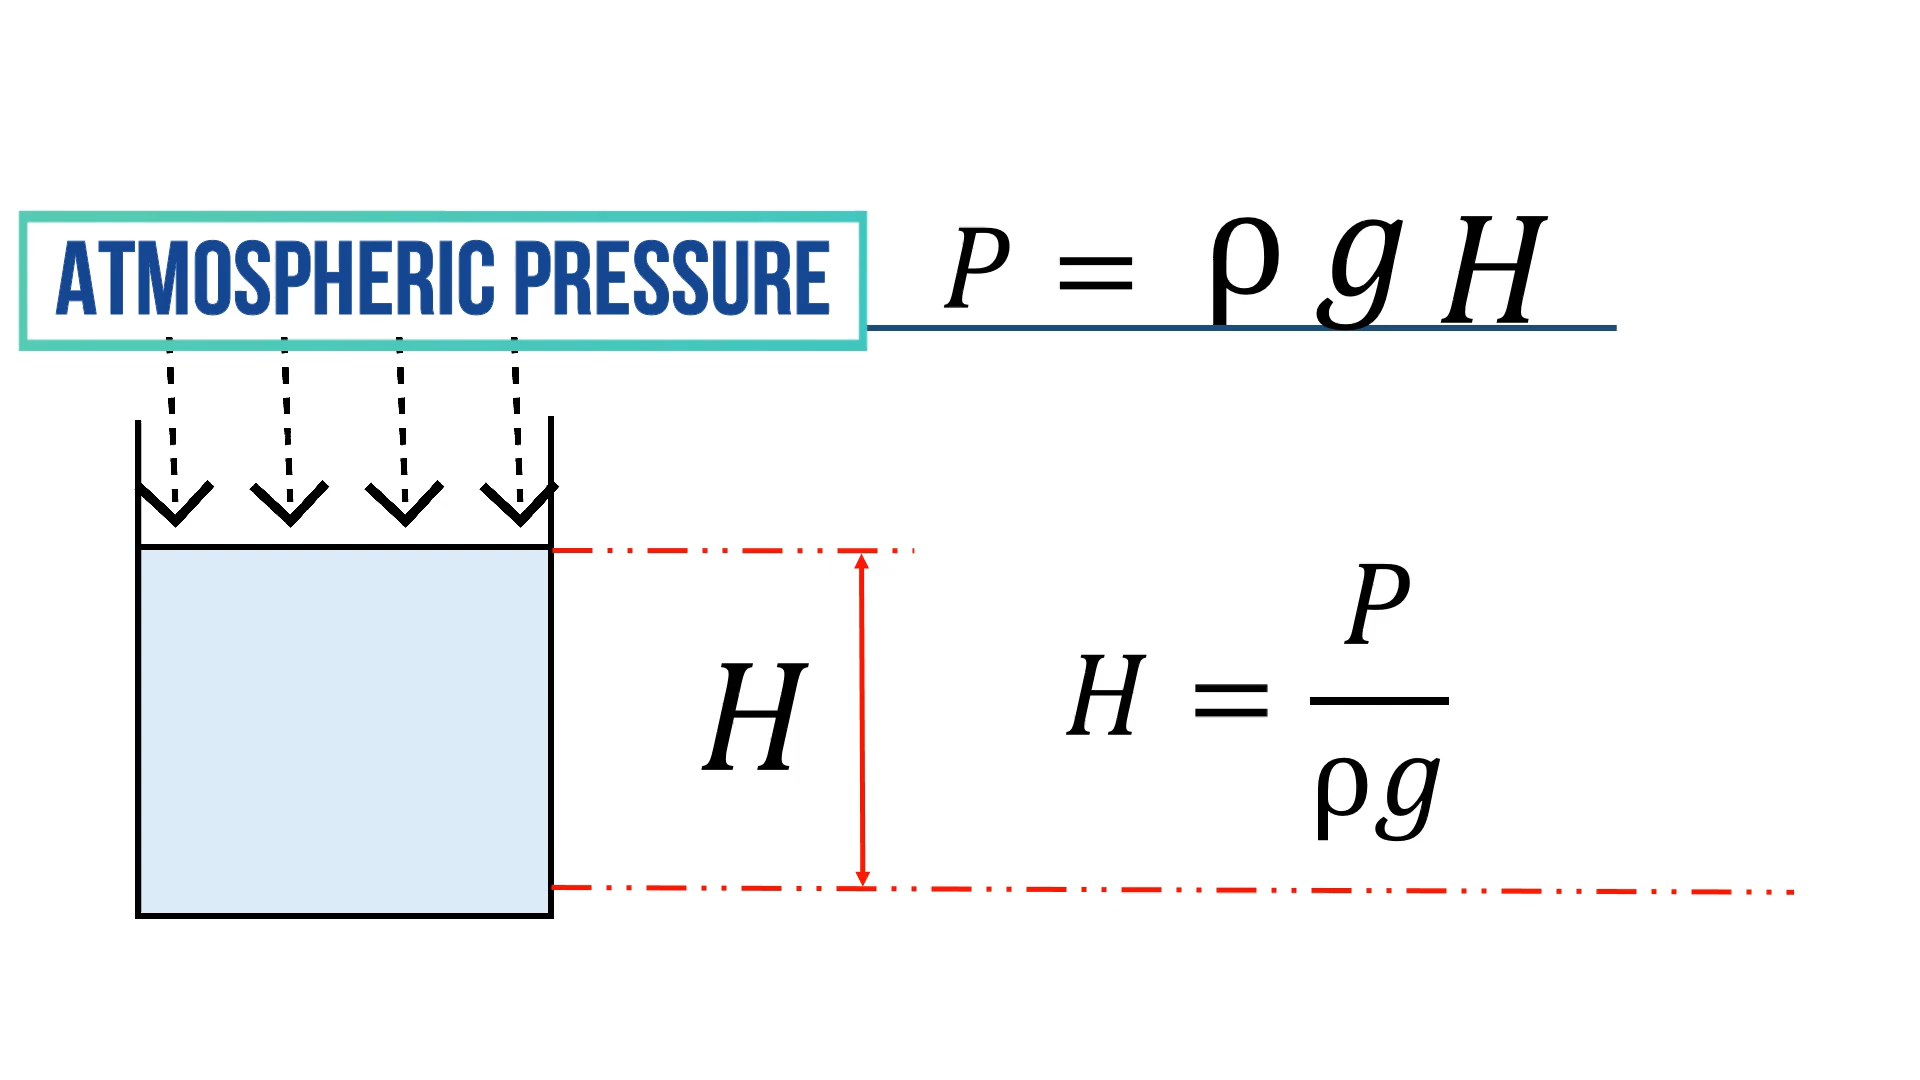 ATMOSPHERIC PRESSURE
P = ρ g H
H
H = P / ρg